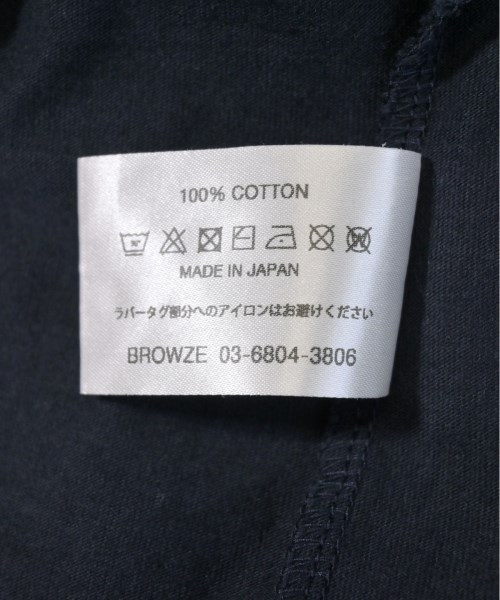 100% COTTON
MADE IN JAPAN
ラバータグ部分へのアイロンはお避けください
BROWZE 03-6804-3806